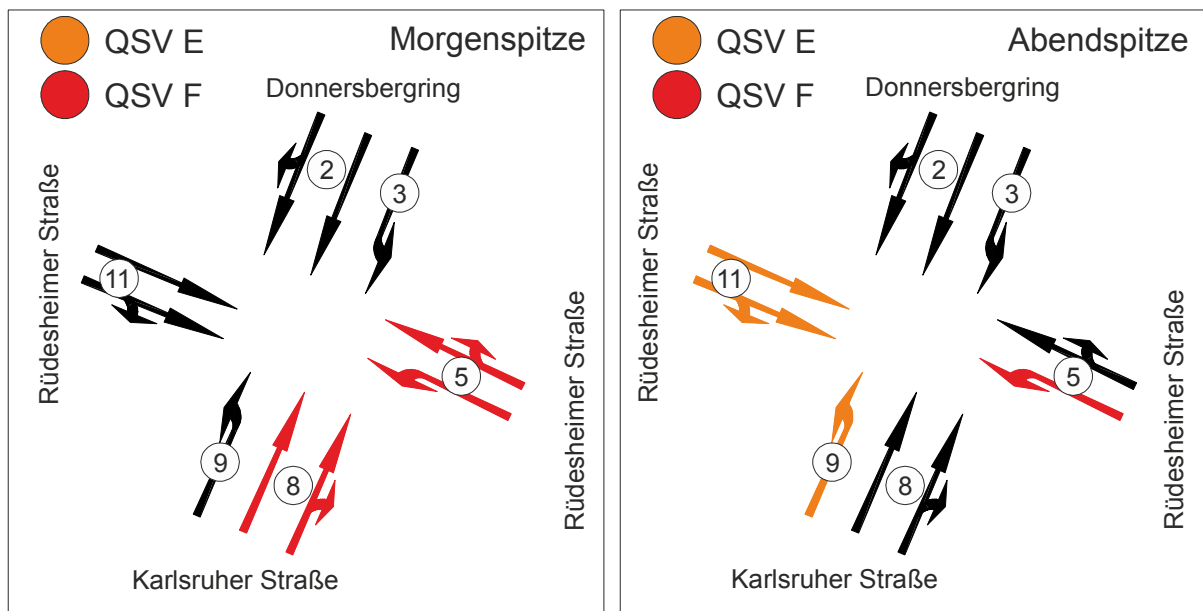 QSV E
Morgenspitze
QSV F
Donnersbergring
2
3
Rüdesheimer Straße
11
5
9
8
Rüdesheimer Straße
Karlsruher Straße
QSV E
Abendspitze
QSV F
Donnersbergring
2
3
Rüdesheimer Straße
11
5
9
8
Rüdesheimer Straße
Karlsruher Straße